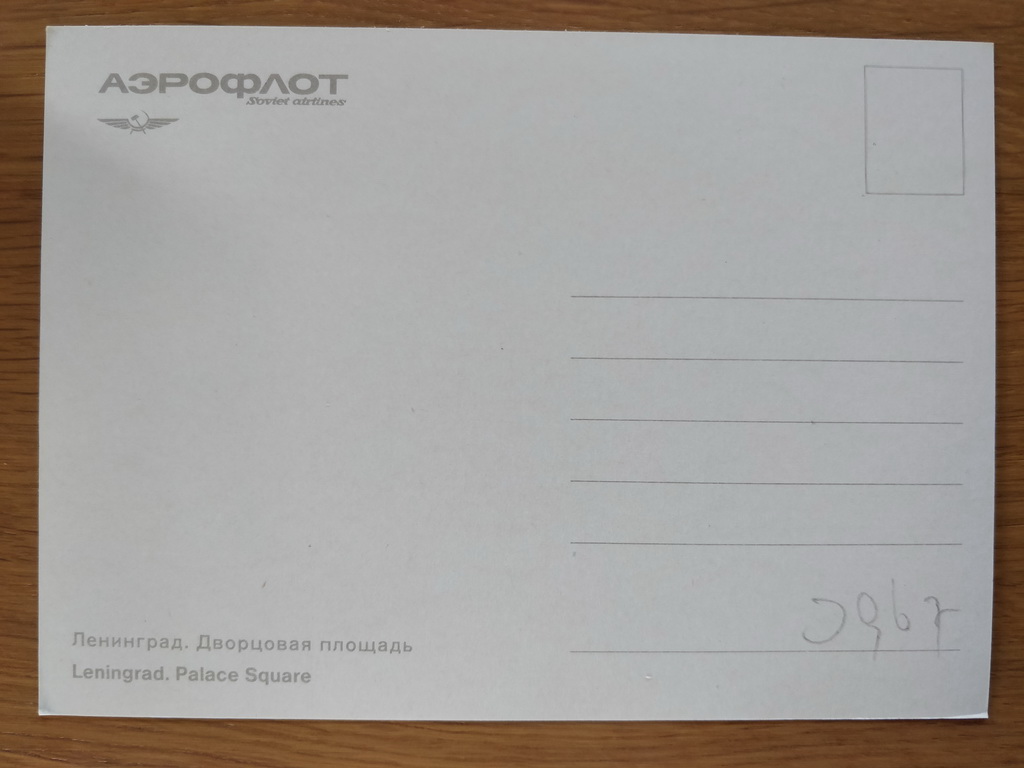 АЭРОФЛОТ
Soviet airlines
Ленинград. Дворцовая площадь
Leningrad. Palace Square